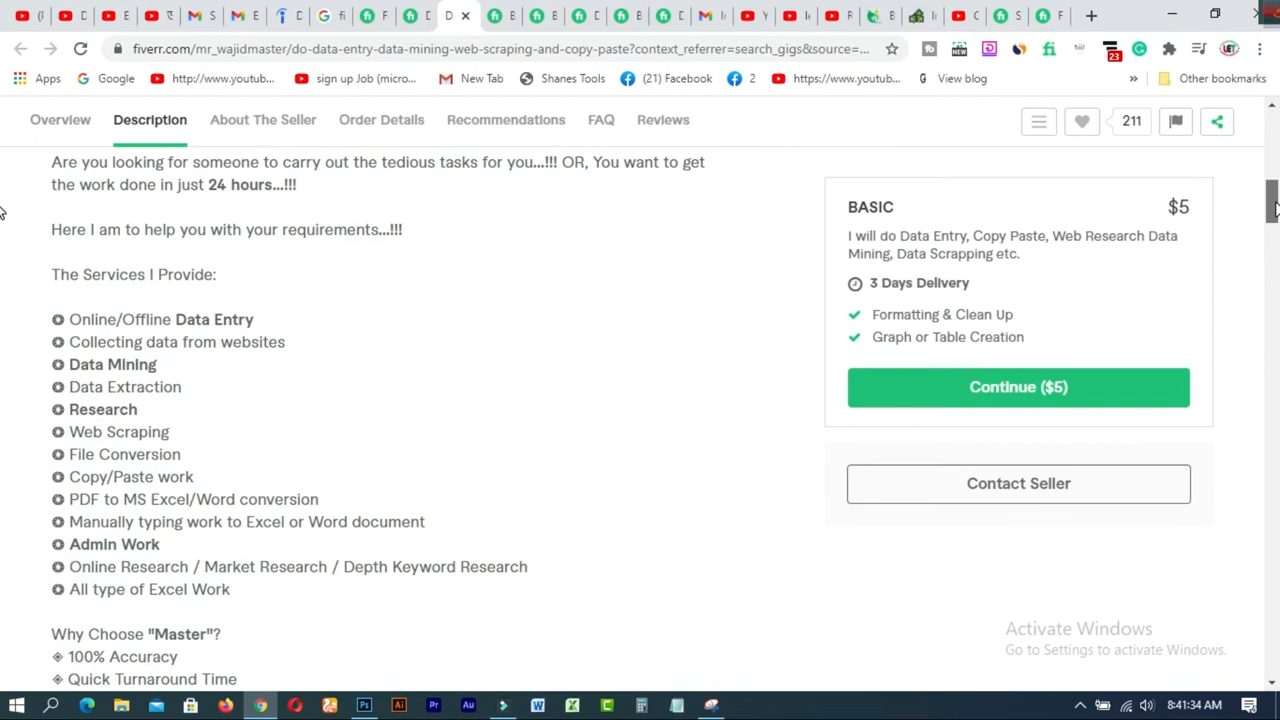 fiverr.com/mr_wajidmaster/do-data-entry-data-mining-web-scraping-and-copy-paste?context_referrer=search_gigs&source=...
23
Apps
Google
http://www.youtub...
sign up Job (micro...
New Tab
Shanes Tools
(21) Facebook
2
https://www.youtub...
View blog
»
Other bookmarks
Overview
Description
About The Seller
Order Details
Recommendations
FAQ
Reviews
211
Are you looking for someone to carry out the tedious tasks for you...!!! OR, You want to get
the work done in just 24 hours...!!!
Here I am to help you with your requirements...!!!
The Services I Provide:
❂ Online/Offline Data Entry
❂ Collecting data from websites
❂ Data Mining
❂ Data Extraction
❂ Research
❂ Web Scraping
❂ File Conversion
❂ Copy/Paste work
❂ PDF to MS Excel/Word conversion
❂ Manually typing work to Excel or Word document
❂ Admin Work
❂ Online Research / Market Research / Depth Keyword Research
❂ All type of Excel Work
Why Choose "Master"?
◈ 100% Accuracy
◈ Quick Turnaround Time
BASIC $5
I will do Data Entry, Copy Paste, Web Research Data
Mining, Data Scrapping etc.
3 Days Delivery
Formatting & Clean Up
Graph or Table Creation
Continue ($5)
Contact Seller
Activate Windows
Go to Settings to activate Windows.
8:41:34 AM